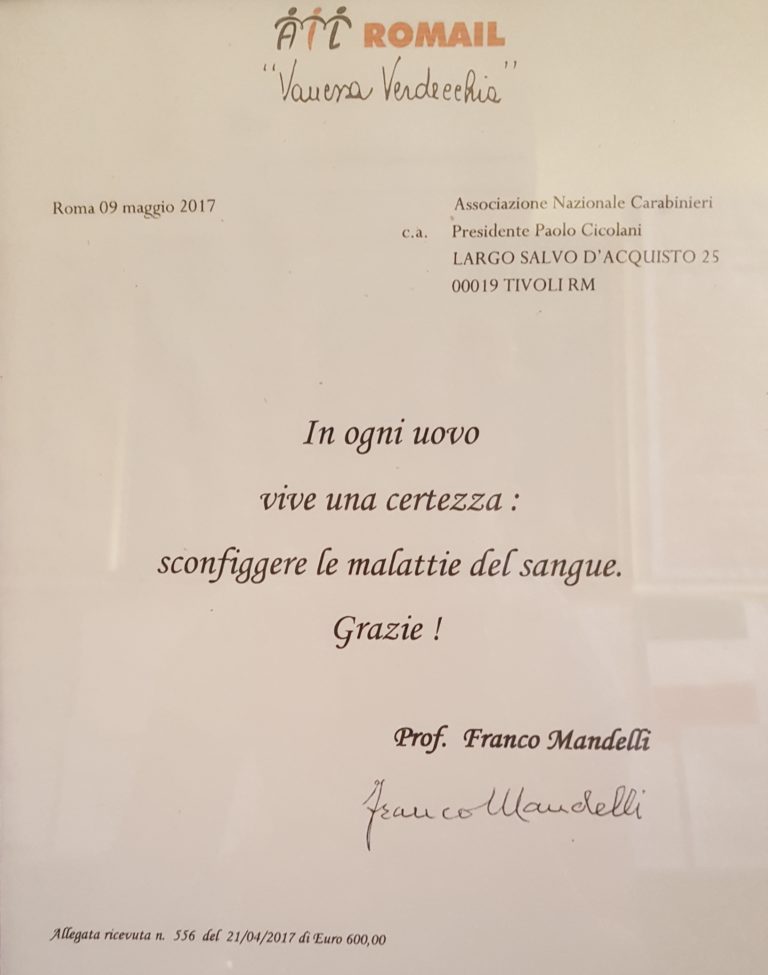 AIL ROMAIL
"Vanessa Verdecchia"
Roma 09 maggio 2017
Associazione Nazionale Carabinieri
c.a. Presidente Paolo Cicolani
LARGO SALVO D'ACQUISTO 25
00019 TIVOLI RM
In ogni uovo
vive una certezza :
sconfiggere le malattie del sangue.
Grazie !
Prof. Franco Mandelli
Franco Mandelli
Allegata ricevuta n. 556 del 21/04/2017 di Euro 600,00